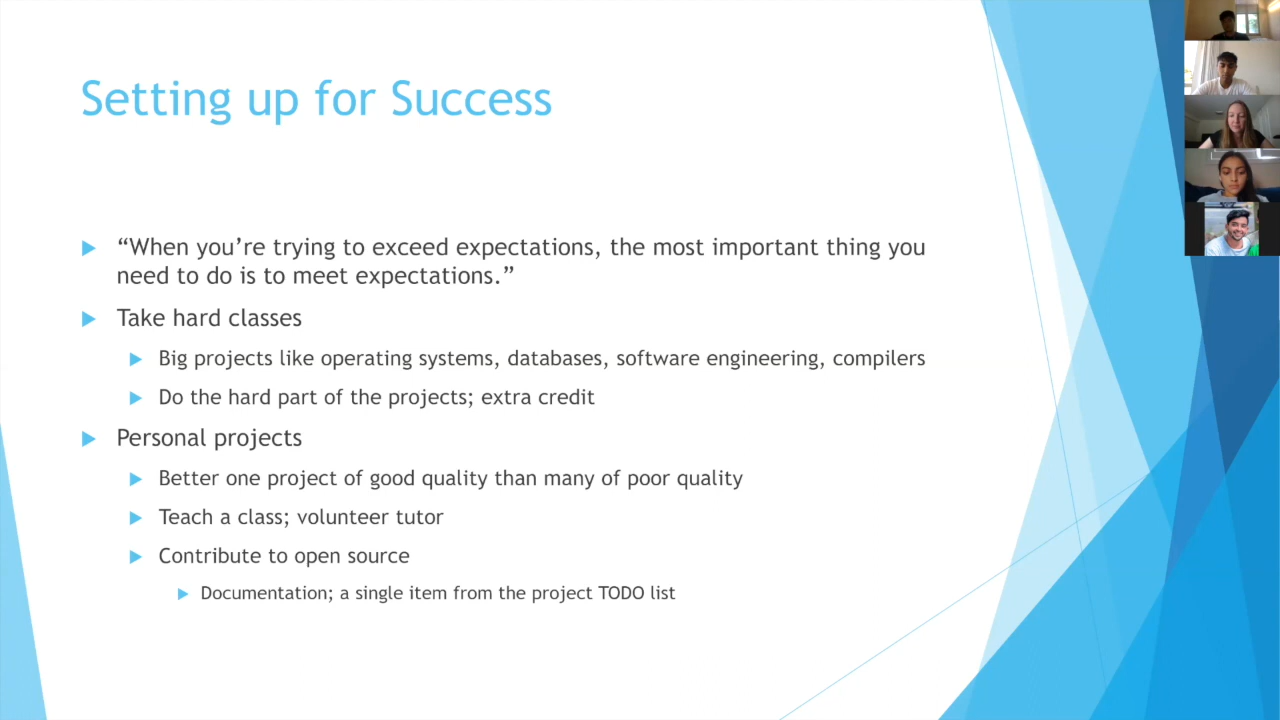 Setting up for Success
“When you’re trying to exceed expectations, the most important thing you
need to do is to meet expectations.”
Take hard classes
Big projects like operating systems, databases, software engineering, compilers
Do the hard part of the projects; extra credit
Personal projects
Better one project of good quality than many of poor quality
Teach a class; volunteer tutor
Contribute to open source
Documentation; a single item from the project TODO list